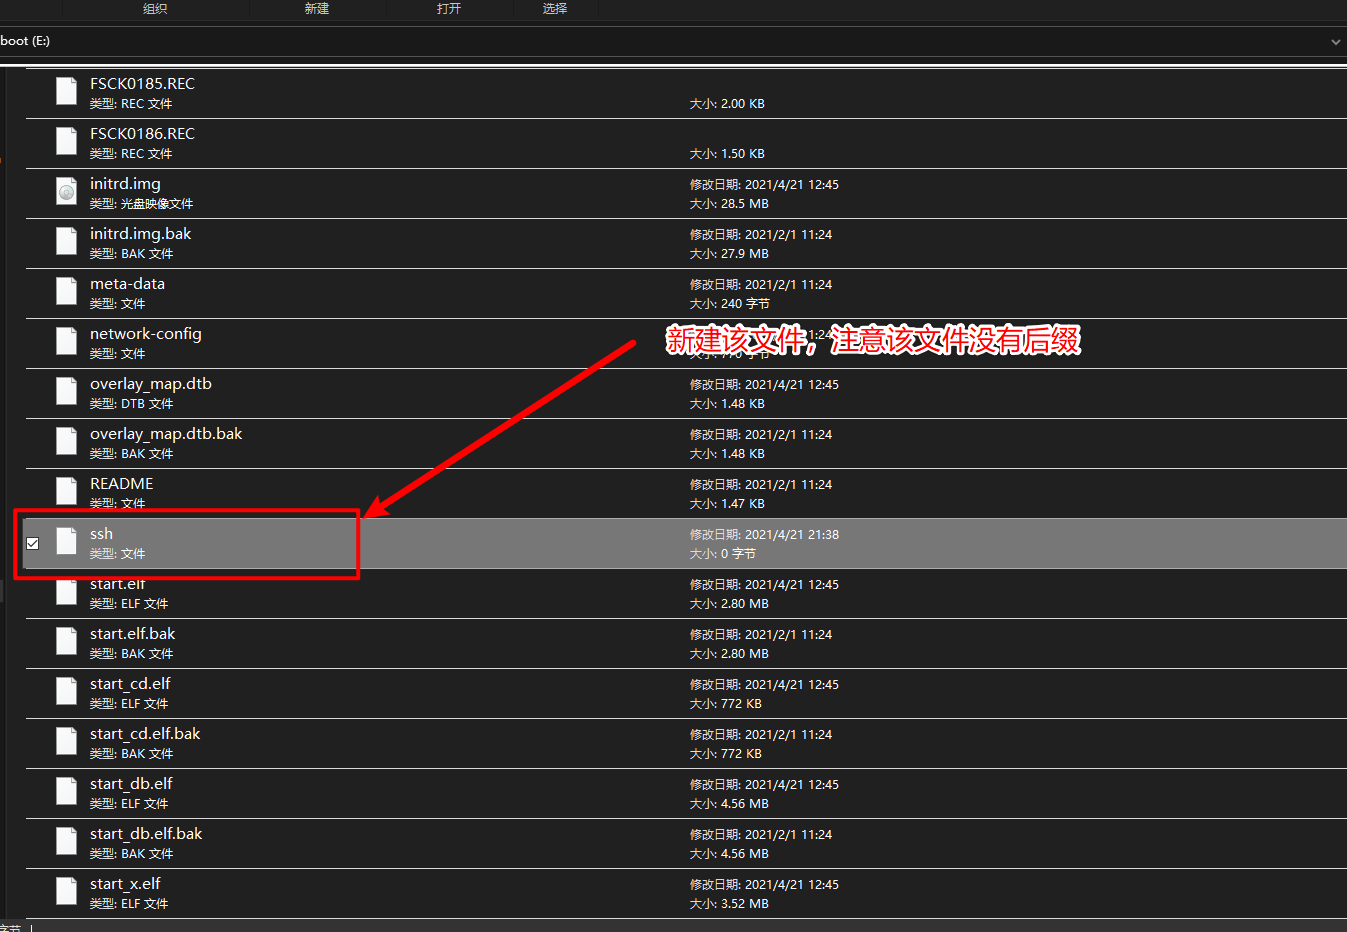 组织 新建 打开 选择
boot (E:)
FSCK0185.REC
类型: REC 文件 大小: 2.00 KB
FSCK0186.REC
类型: REC 文件 大小: 1.50 KB
initrd.img 修改日期: 2021/4/21 12:45
类型: 光盘映像文件 大小: 28.5 MB
initrd.img.bak 修改日期: 2021/2/1 11:24
类型: BAK 文件 大小: 27.9 MB
meta-data 修改日期: 2021/2/1 11:24
类型: 文件 大小: 240 字节
network-config
新建该文件，注意该文件没有后缀
类型: 文件
overlay_map.dtb 修改日期: 2021/4/21 12:45
类型: DTB 文件 大小: 1.48 KB
overlay_map.dtb.bak 修改日期: 2021/2/1 11:24
类型: BAK 文件 大小: 1.48 KB
README 修改日期: 2021/2/1 11:24
类型: 文件 大小: 1.47 KB
ssh 修改日期: 2021/4/21 21:38
类型: 文件 大小: 0 字节
start.elf 修改日期: 2021/4/21 12:45
类型: ELF 文件 大小: 2.80 MB
start.elf.bak 修改日期: 2021/2/1 11:24
类型: BAK 文件 大小: 2.80 MB
start_cd.elf 修改日期: 2021/4/21 12:45
类型: ELF 文件 大小: 772 KB
start_cd.elf.bak 修改日期: 2021/2/1 11:24
类型: BAK 文件 大小: 772 KB
start_db.elf 修改日期: 2021/4/21 12:45
类型: ELF 文件 大小: 4.56 MB
start_db.elf.bak 修改日期: 2021/2/1 11:24
类型: BAK 文件 大小: 4.56 MB
start_x.elf 修改日期: 2021/4/21 12:45
类型: ELF 文件 大小: 3.52 MB